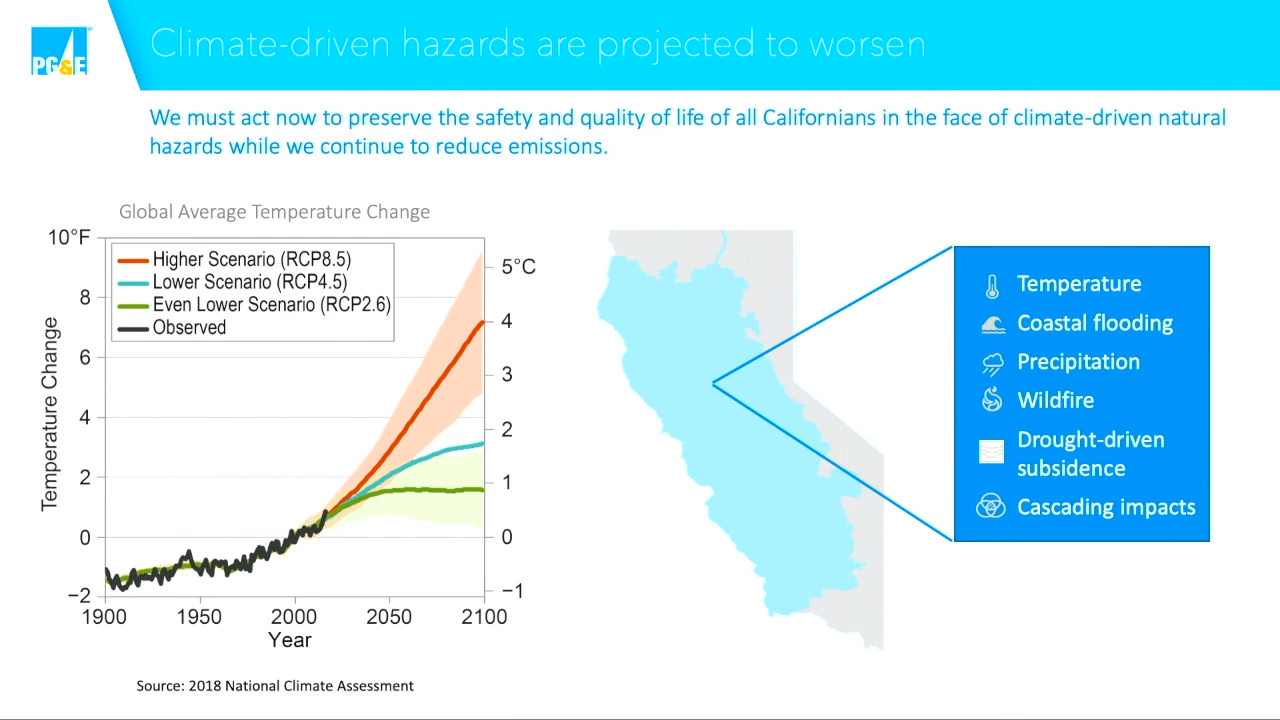 PG&E
Climate-driven hazards are projected to worsen
We must act now to preserve the safety and quality of life of all Californians in the face of climate-driven natural
hazards while we continue to reduce emissions.
Global Average Temperature Change
10°F
8
6
4
2
0
−2
Temperature Change
Higher Scenario (RCP8.5)
Lower Scenario (RCP4.5)
Even Lower Scenario (RCP2.6)
Observed
5°C
4
3
2
1
0
−1
1900 1950 2000 2050 2100
Year
Source: 2018 National Climate Assessment
Temperature
Coastal flooding
Precipitation
Wildfire
Drought-driven
subsidence
Cascading impacts